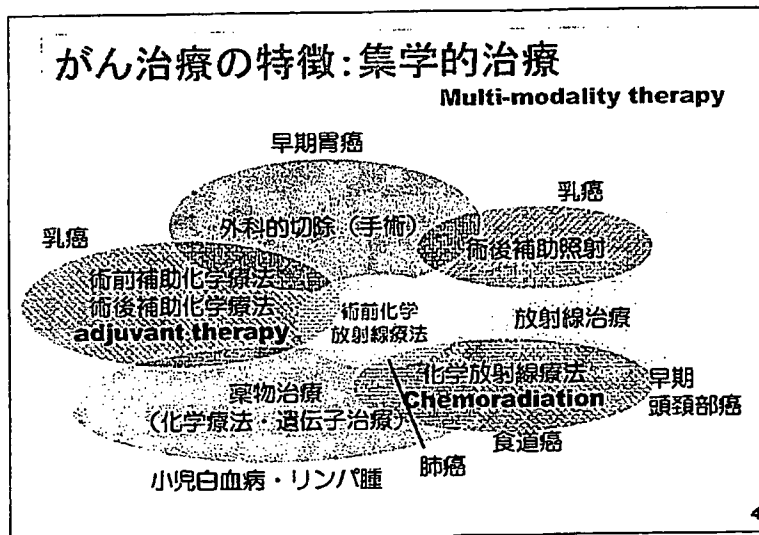 がん治療の特徴:集学的治療
Multi-modality therapy
早期胃癌
外科的切除(手術)
乳癌
術後補助照射
乳癌
術前補助化学療法
術後補助化学療法
adjuvant therapy
術前化学
放射線療法
放射線治療
化学放射線療法
Chemoradiation
早期
頭頚部癌
薬物治療
(化学療法・遺伝子治療)
食道癌
肺癌
小児白血病・リンパ腫
4